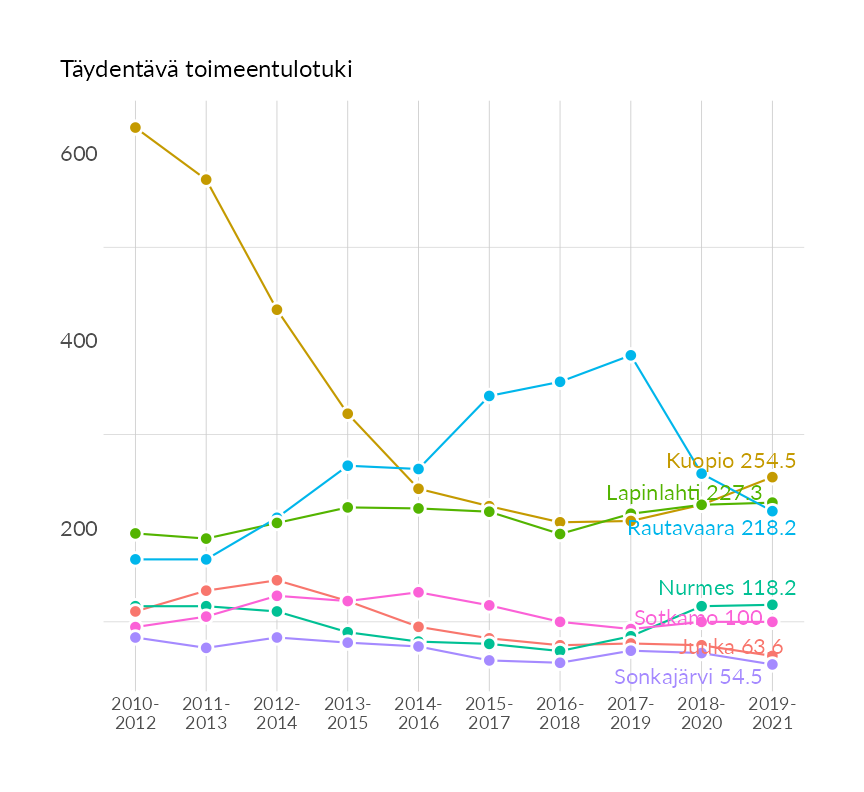 Täydentävä toimeentulotuki
600
400
200
Kuopio 254.5
Lapinlahti 227.3
Rautavaara 218.2
Nurmes 118.2
Sotkamo 100
Juuka 63.6
Sonkajärvi 54.5
2010- 2011- 2012- 2013- 2014- 2015- 2016- 2017- 2018- 2019-
2012 2013 2014 2015 2016 2017 2018 2019 2020 2021